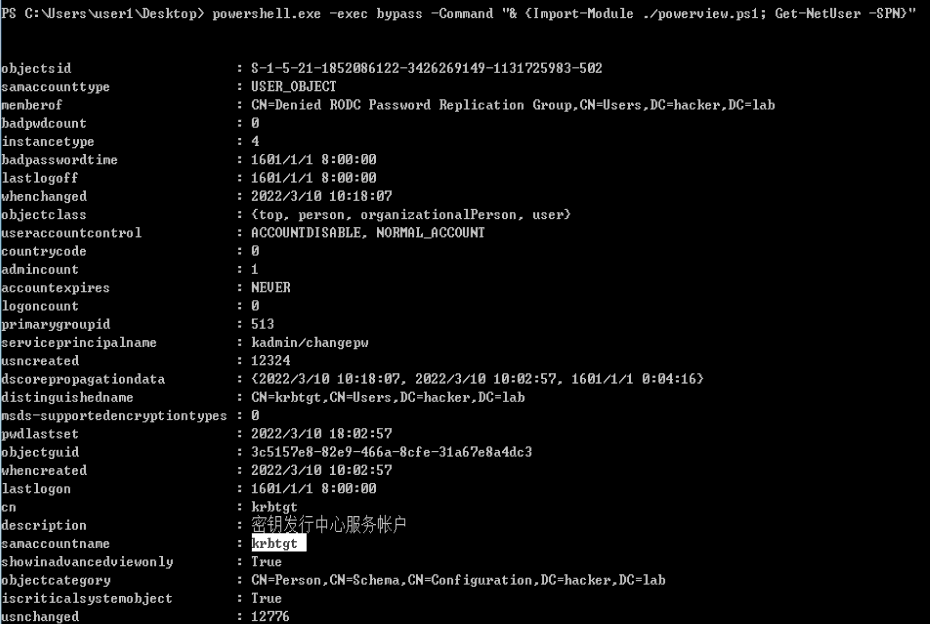 PS C:\Users\user1\Desktop> powershell.exe -exec bypass -Command "& {Import-Module ./powerview.ps1; Get-NetUser -SPN}"
objectsid : S-1-5-21-1852086122-3426269149-1131725983-502
samaccounttype : USER_OBJECT
memberof : CN=Denied RODC Password Replication Group,CN=Users,DC=hacker,DC=lab
badpwdcount : 0
instancetype : 4
badpasswordtime : 1601/1/1 8:00:00
lastlogoff : 1601/1/1 8:00:00
whenchanged : 2022/3/10 10:18:07
objectclass : {top, person, organizationalPerson, user}
useraccountcontrol : ACCOUNTDISABLE, NORMAL_ACCOUNT
countrycode : 0
admincount : 1
accountexpires : NEVER
logoncount : 0
primarygroupid : 513
serviceprincipalname : kadmin/changepw
usncreated : 12324
dscorepropagationdata : {2022/3/10 10:18:07, 2022/3/10 10:02:57, 1601/1/1 0:04:16}
distinguishedname : CN=krbtgt,CN=Users,DC=hacker,DC=lab
msds-supportedencryptiontypes : 0
pwdlastset : 2022/3/10 18:02:57
objectguid : 3c5157e8-82e9-466a-8cfe-31a67e8a4dc3
whencreated : 2022/3/10 10:02:57
lastlogon : 1601/1/1 8:00:00
cn : krbtgt
description : 密钥发行中心服务帐户
samaccountname : krbtgt
showinadvancedviewonly : True
objectcategory : CN=Person,CN=Schema,CN=Configuration,DC=hacker,DC=lab
iscriticalsystemobject : True
usnchanged : 12776